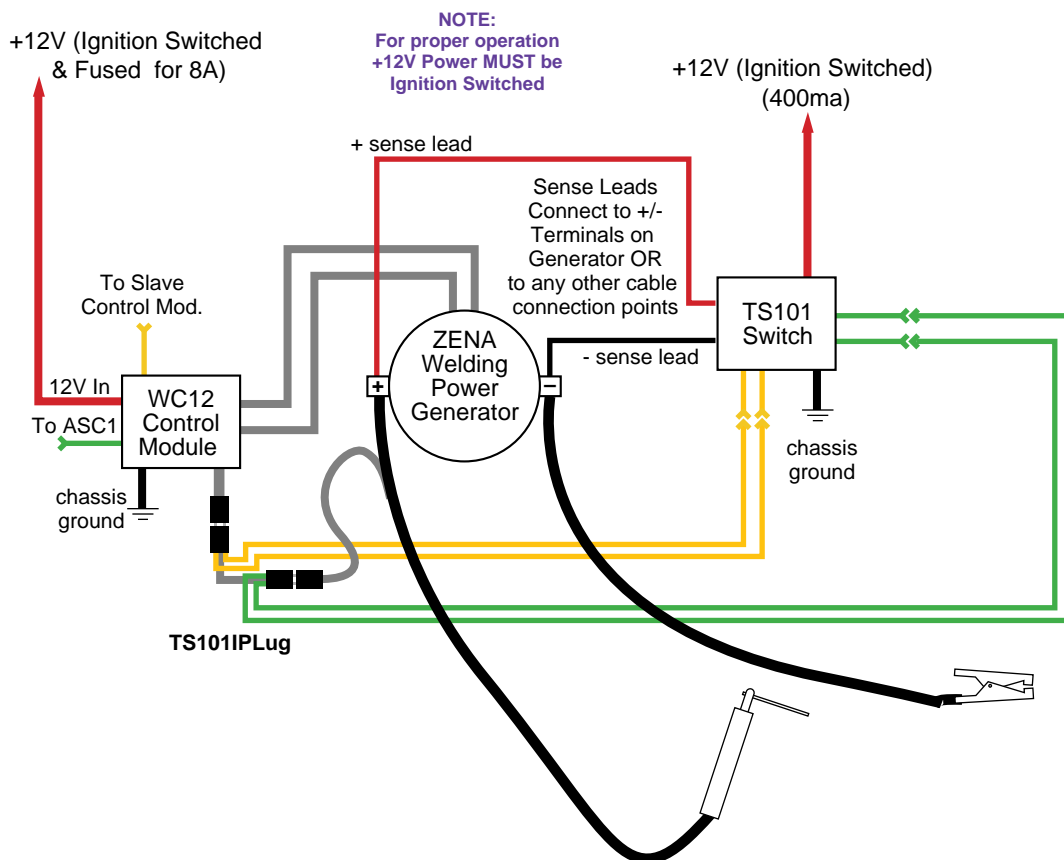 NOTE:
For proper operation
+12V Power MUST be
Ignition Switched
+12V (Ignition Switched
& Fused for 8A)
+12V (Ignition Switched)
(400ma)
+ sense lead
Sense Leads
Connect to +/-
Terminals on
Generator OR
to any other cable
connection points
To Slave
Control Mod.
12V In
To ASC1
WC12
Control
Module
chassis
ground
ZENA
Welding
Power
Generator
+
−
- sense lead
TS101
Switch
chassis
ground
TS101IPLug